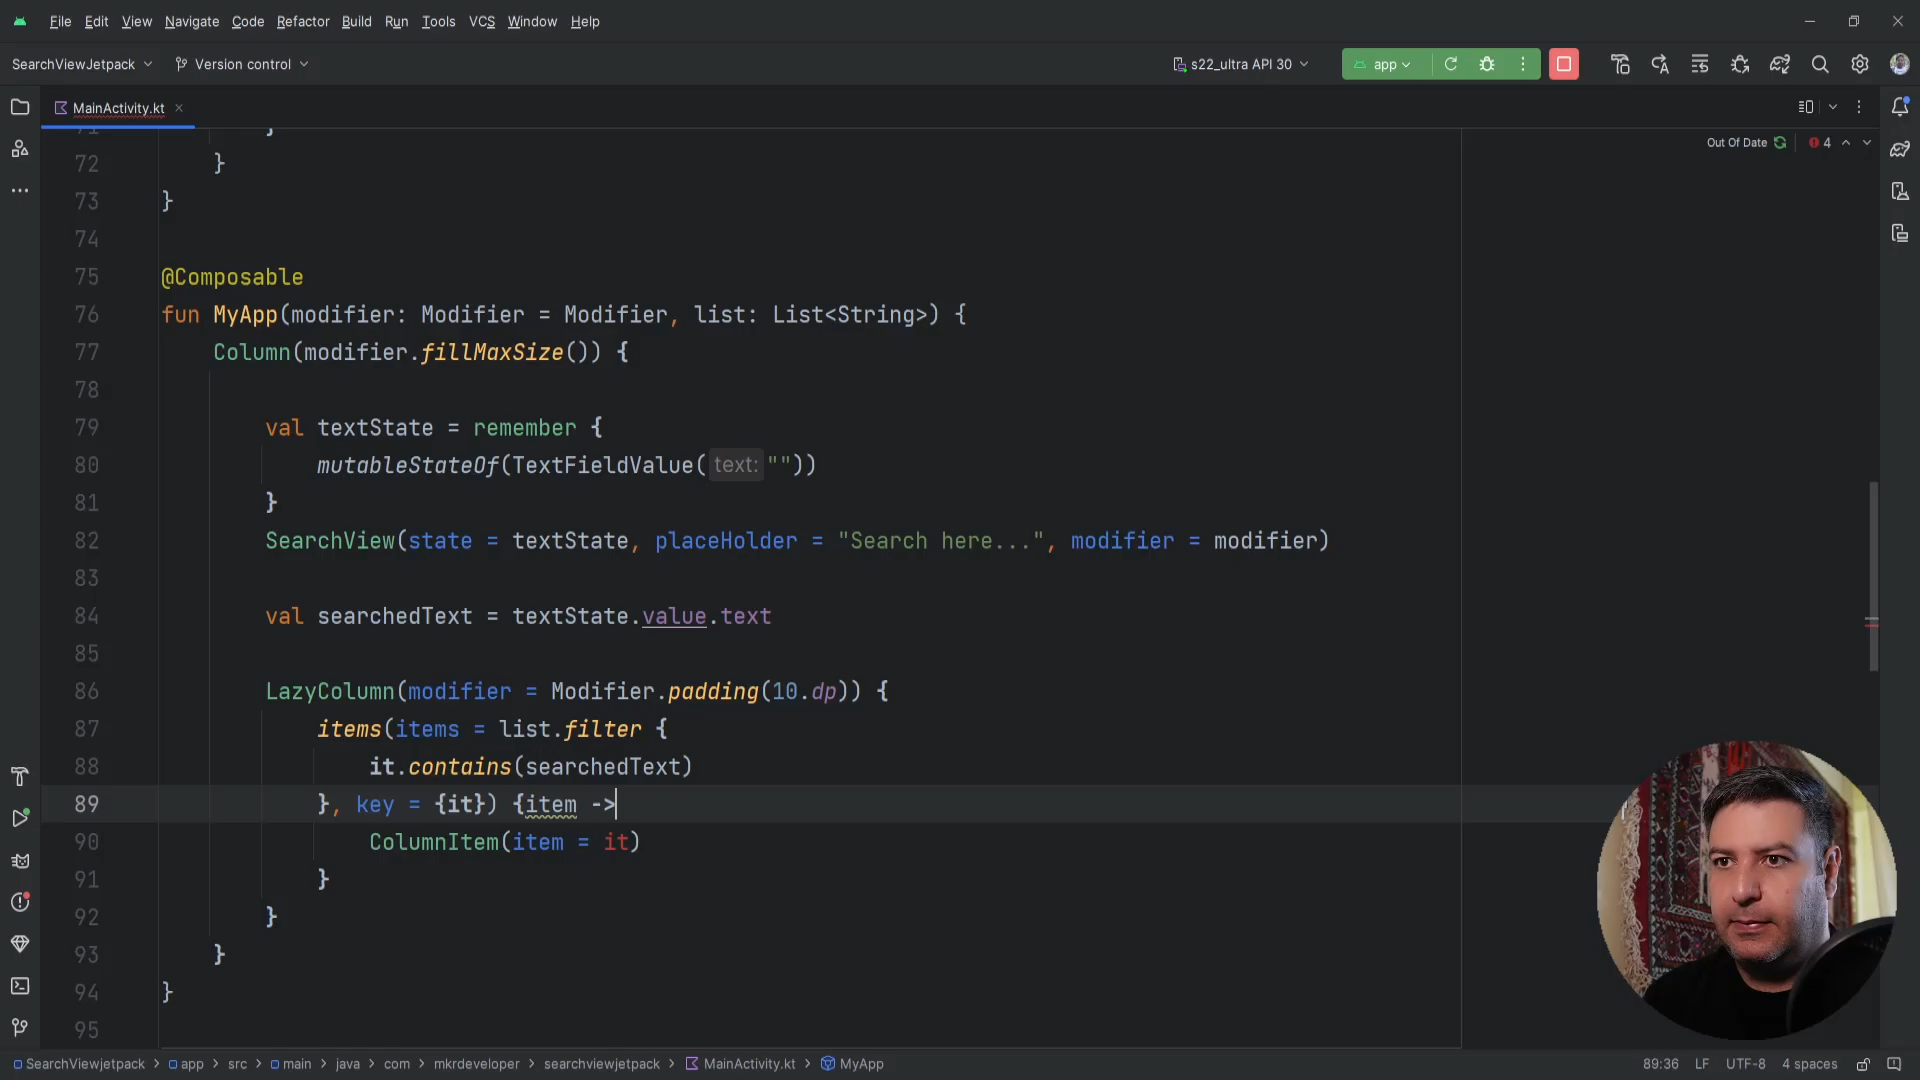 File Edit View Navigate Code Refactor Build Run Tools VCS Window Help
SearchViewJetpack Version control s22_ultra API 30 app
MainActivity.kt
Out Of Date 4
71 }
72 }
73 }
74
75 @Composable
76 fun MyApp(modifier: Modifier = Modifier, list: List<String>) {
77 Column(modifier.fillMaxSize()) {
78
79 val textState = remember {
80 mutableStateOf(TextFieldValue( text: ""))
81 }
82 SearchView(state = textState, placeHolder = "Search here...", modifier = modifier)
83
84 val searchedText = textState.value.text
85
86 LazyColumn(modifier = Modifier.padding(10.dp)) {
87 items(items = list.filter {
88 it.contains(searchedText)
89 }, key = {it}) {item ->
90 ColumnItem(item = it)
91 }
92 }
93 }
94 }
95
SearchViewjetpack > app > src > main > java > com > mkrdeveloper > searchviewjetpack > MainActivity.kt > MyApp 89:36 LF UTF-8 4 spaces